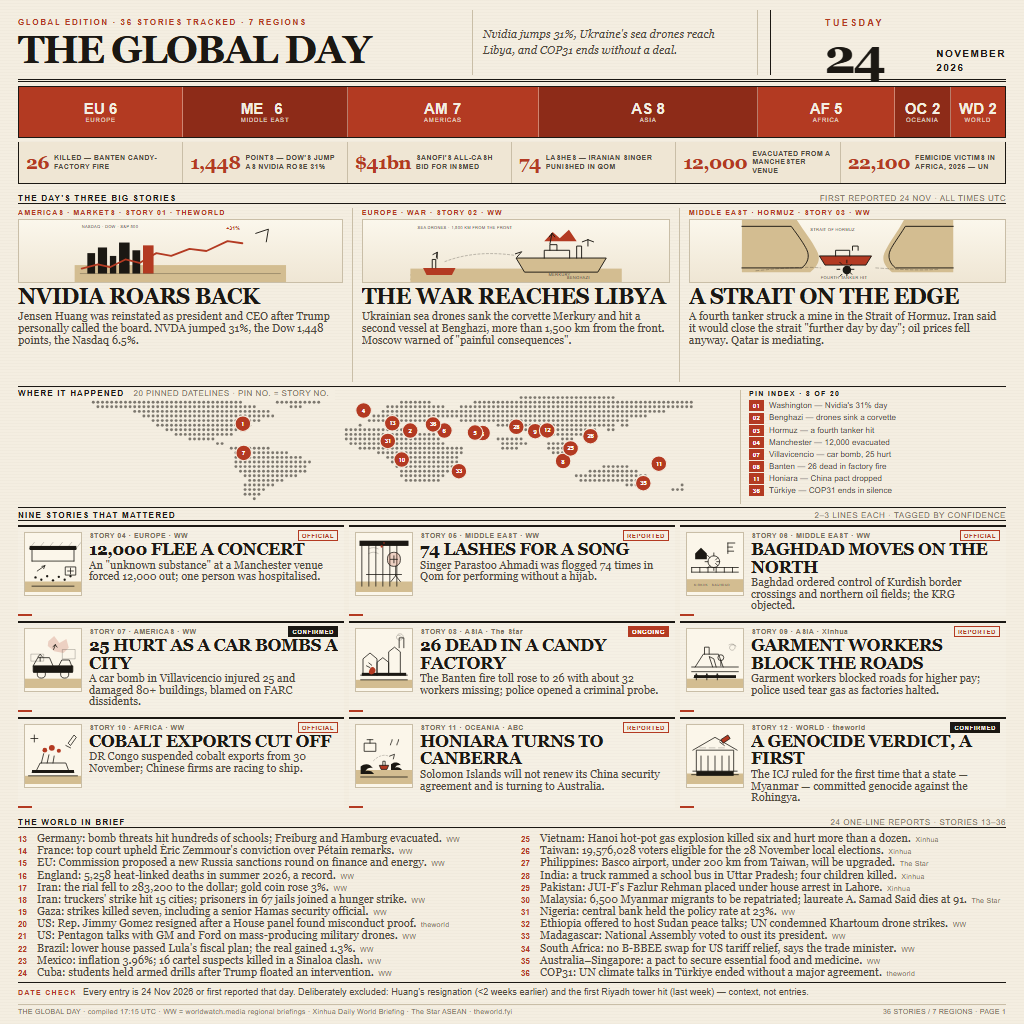 GLOBAL EDITION · 36 STORIES TRACKED · 7 REGIONS
THE GLOBAL DAY
Nvidia jumps 31%, Ukraine's sea drones reach
Libya, and COP31 ends without a deal.
TUESDAY
24
NOVEMBER
2026
EU 6
EUROPE
ME 6
MIDDLE EAST
AM 7
AMERICAS
AS 8
ASIA
AF 5
AFRICA
OC 2
OCEANIA
WD 2
WORLD
26 KILLED — BANTEN CANDY-
FACTORY FIRE
1,448 POINTS — DOW'S JUMP
AS NVIDIA ROSE 31%
$41bn SANOFI'S ALL-CASH
BID FOR INSMED
74 LASHES — IRANIAN SINGER
PUNISHED IN QOM
12,000 EVACUATED FROM A
MANCHESTER
VENUE
22,100 FEMICIDE VICTIMS IN
AFRICA, 2025 — UN
THE DAY'S THREE BIG STORIES
FIRST REPORTED 24 NOV · ALL TIMES UTC
AMERICAS · MARKETS · STORY 01 · THEWORLD
NASDAQ · DOW · S&P 500
+31%
NVIDIA ROARS BACK
Jensen Huang was reinstated as president and CEO after Trump
personally called the board. NVDA jumped 31%, the Dow 1,448
points, the Nasdaq 6.5%.
EUROPE · WAR · STORY 02 · WW
SEA DRONES · 1,500 KM FROM THE FRONT
MERKURY
BENGHAZI
THE WAR REACHES LIBYA
Ukrainian sea drones sank the corvette Merkury and hit a
second vessel at Benghazi, more than 1,500 km from the front.
Moscow warned of "painful consequences".
MIDDLE EAST · HORMUZ · STORY 03 · WW
STRAIT OF HORMUZ
FOURTH TANKER HIT
A STRAIT ON THE EDGE
A fourth tanker struck a mine in the Strait of Hormuz. Iran said
it would close the strait "further day by day"; oil prices fell
anyway. Qatar is mediating.
WHERE IT HAPPENED 20 PINNED DATELINES · PIN NO. = STORY NO.
4
1
13
2
36
6
5
28
9
12
26
31
7
10
33
25
8
11
35
PIN INDEX · 8 OF 20
01 Washington — Nvidia's 31% day
02 Benghazi — drones sink a corvette
03 Hormuz — a fourth tanker hit
04 Manchester — 12,000 evacuated
07 Villavicencio — car bomb, 25 hurt
08 Banten — 26 dead in factory fire
11 Honiara — China pact dropped
36 Türkiye — COP31 ends in silence
NINE STORIES THAT MATTERED
2–3 LINES EACH · TAGGED BY CONFIDENCE
STORY 04 · EUROPE · WW
OFFICIAL
12,000 FLEE A CONCERT
An "unknown substance" at a Manchester venue
forced 12,000 out; one person was hospitalised.
STORY 05 · MIDDLE EAST · WW
REPORTED
74 LASHES FOR A SONG
Singer Parastoo Ahmadi was flogged 74 times in
Qom for performing without a hijab.
STORY 06 · MIDDLE EAST · WW
OFFICIAL
BAGHDAD MOVES ON THE
NORTH
Baghdad ordered control of Kurdish border
crossings and northern oil fields; the KRG
objected.
STORY 07 · AMERICAS · WW
CONFIRMED
25 HURT AS A CAR BOMBS A
CITY
A car bomb in Villavicencio injured 25 and
damaged 80+ buildings, blamed on FARC
dissidents.
STORY 08 · ASIA · The Star
ONGOING
26 DEAD IN A CANDY
FACTORY
The Banten fire toll rose to 26 with about 32
workers missing; police opened a criminal probe.
STORY 09 · ASIA · Xinhua
REPORTED
GARMENT WORKERS
BLOCK THE ROADS
Garment workers blocked roads for higher pay;
police used tear gas as factories halted.
STORY 10 · AFRICA · WW
OFFICIAL
COBALT EXPORTS CUT OFF
DR Congo suspended cobalt exports from 30
November; Chinese firms are racing to ship.
STORY 11 · OCEANIA · ABC
REPORTED
HONIARA TURNS TO
CANBERRA
Solomon Islands will not renew its China security
agreement and is turning to Australia.
STORY 12 · WORLD · theworld
CONFIRMED
A GENOCIDE VERDICT, A
FIRST
The ICJ ruled for the first time that a state —
Myanmar — committed genocide against the
Rohingya.
THE WORLD IN BRIEF
24 ONE-LINE REPORTS · STORIES 13–36
13 Germany: bomb threats hit hundreds of schools; Freiburg and Hamburg evacuated. WW
14 France: top court upheld Éric Zemmour's conviction over Pétain remarks. WW
15 EU: Commission proposed a new Russia sanctions round on finance and energy. WW
16 England: 5,258 heat-linked deaths in summer 2026, a record. WW
17 Iran: the rial fell to 283,200 to the dollar; gold coin rose 3%. WW
18 Iran: truckers' strike hit 15 cities; prisoners in 67 jails joined a hunger strike. WW
19 Gaza: strikes killed seven, including a senior Hamas security official. WW
20 US: Rep. Jimmy Gomez resigned after a House panel found misconduct proof. theworld
21 US: Pentagon talks with GM and Ford on mass-producing military drones. WW
22 Brazil: lower house passed Lula's fiscal plan; the real gained 1.3%. WW
23 Mexico: inflation 3.96%; 16 cartel suspects killed in a Sinaloa clash. WW
24 Cuba: students held armed drills after Trump floated an intervention. WW
25 Vietnam: Hanoi hot-pot gas explosion killed six and hurt more than a dozen. Xinhua
26 Taiwan: 19,576,028 voters eligible for the 28 November local elections. Xinhua
27 Philippines: Basco airport, under 200 km from Taiwan, will be upgraded. The Star
28 India: a truck rammed a school bus in Uttar Pradesh; four children killed. Xinhua
29 Pakistan: JUI-F's Fazlur Rehman placed under house arrest in Lahore. Xinhua
30 Malaysia: 6,500 Myanmar migrants to be repatriated; laureate A. Samad Said dies at 91. The Star
31 Nigeria: central bank held the policy rate at 23%. WW
32 Ethiopia offered to host Sudan peace talks; UN condemned Khartoum drone strikes. WW
33 Madagascar: National Assembly voted to oust its president. WW
34 South Africa: no B-BBEE swap for US tariff relief, says the trade minister. WW
35 Australia–Singapore: a pact to secure essential food and medicine. WW
36 COP31: UN climate talks in Türkiye ended without a major agreement. theworld
DATE CHECK Every entry is 24 Nov 2026 or first reported that day. Deliberately excluded: Huang's resignation (<2 weeks earlier) and the first Riyadh tower hit (last week) — context, not entries.
THE GLOBAL DAY · compiled 17:15 UTC · WW = worldwatch.media regional briefings · Xinhua Daily World Briefing · The Star ASEAN · theworld.fyi
36 STORIES / 7 REGIONS · PAGE 1